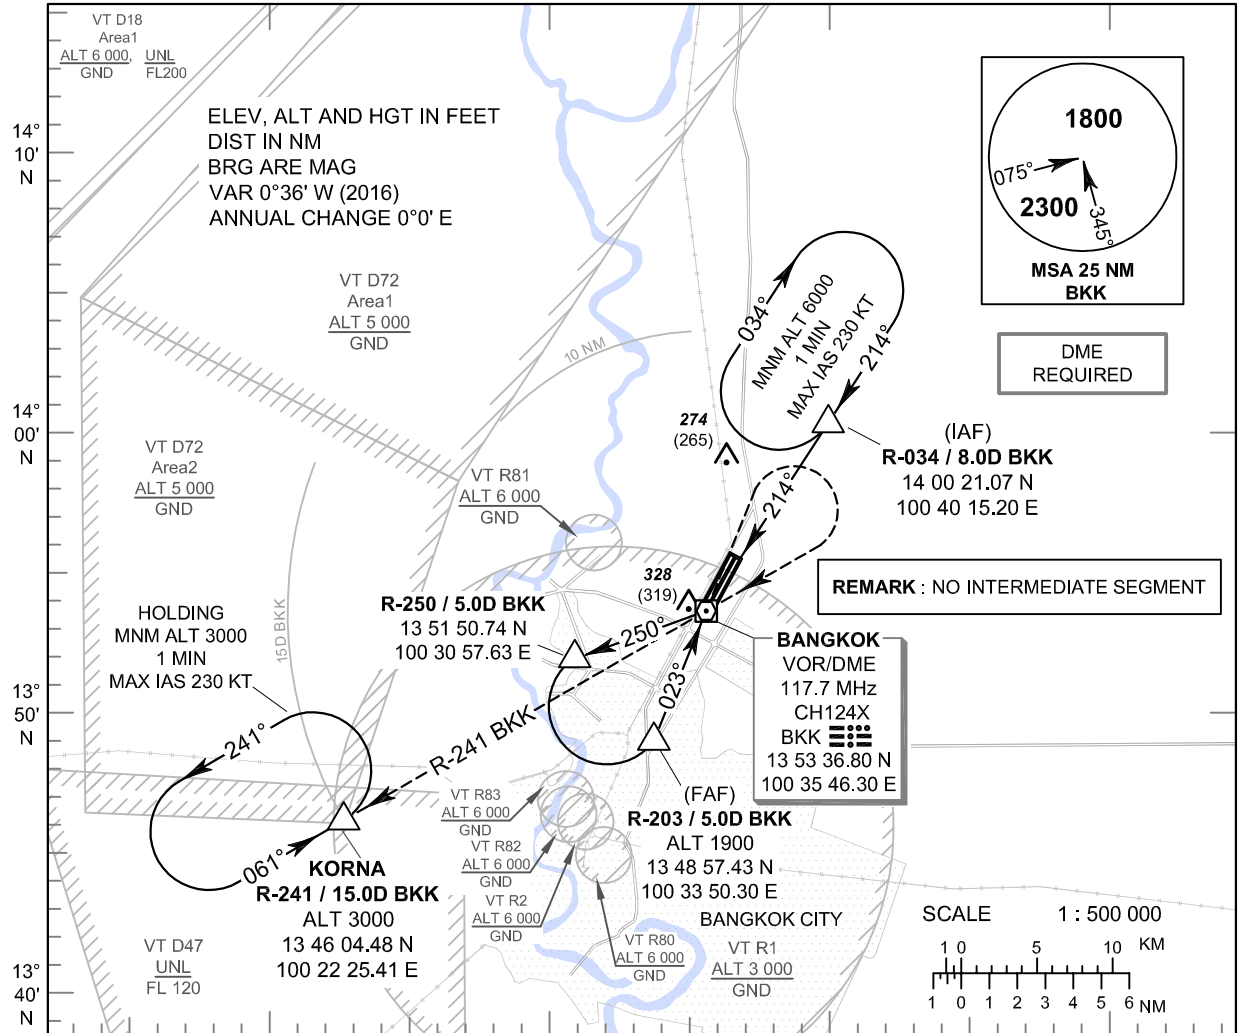 VT D18
Area1
ALT 6 000, UNL
GND FL200
ELEV, ALT AND HGT IN FEET
DIST IN NM
BRG ARE MAG
VAR 0°36' W (2016)
ANNUAL CHANGE 0°0' E
14°
10'
N
1800
075°
2300
345°
MSA 25 NM
BKK
VT D72
Area1
ALT 5 000
GND
034°
MNM ALT 6000
1 MIN
MAX IAS 230 KT
214°
10 NM
DME
REQUIRED
14°
00'
N
274
(265)
(IAF)
R-034 / 8.0D BKK
14 00 21.07 N
100 40 15.20 E
VT D72
Area2
ALT 5 000
GND
VT R81
ALT 6 000
GND
214°
REMARK : NO INTERMEDIATE SEGMENT
328
(319)
R-250 / 5.0D BKK
13 51 50.74 N
100 30 57.63 E
250°
HOLDING
MNM ALT 3000
1 MIN
MAX IAS 230 KT
15D BKK
BANGKOK
VOR/DME
117.7 MHz
CH124X
BKK
13 53 36.80 N
100 35 46.30 E
023°
13°
50'
N
241°
R-241 BKK
VT R83
ALT 6 000
GND
(FAF)
R-203 / 5.0D BKK
ALT 1900
13 48 57.43 N
100 33 50.30 E
VT R82
ALT 6 000
GND
061°
KORNA
R-241 / 15.0D BKK
ALT 3000
13 46 04.48 N
100 22 25.41 E
VT R2
ALT 6 000
GND
BANGKOK CITY
VT R80
ALT 6 000
GND
VT R1
ALT 3 000
GND
VT D47
UNL
FL 120
SCALE 1 : 500 000
1 0 5 10 KM
1 0 1 2 3 4 5 6 NM
13°
40'
N